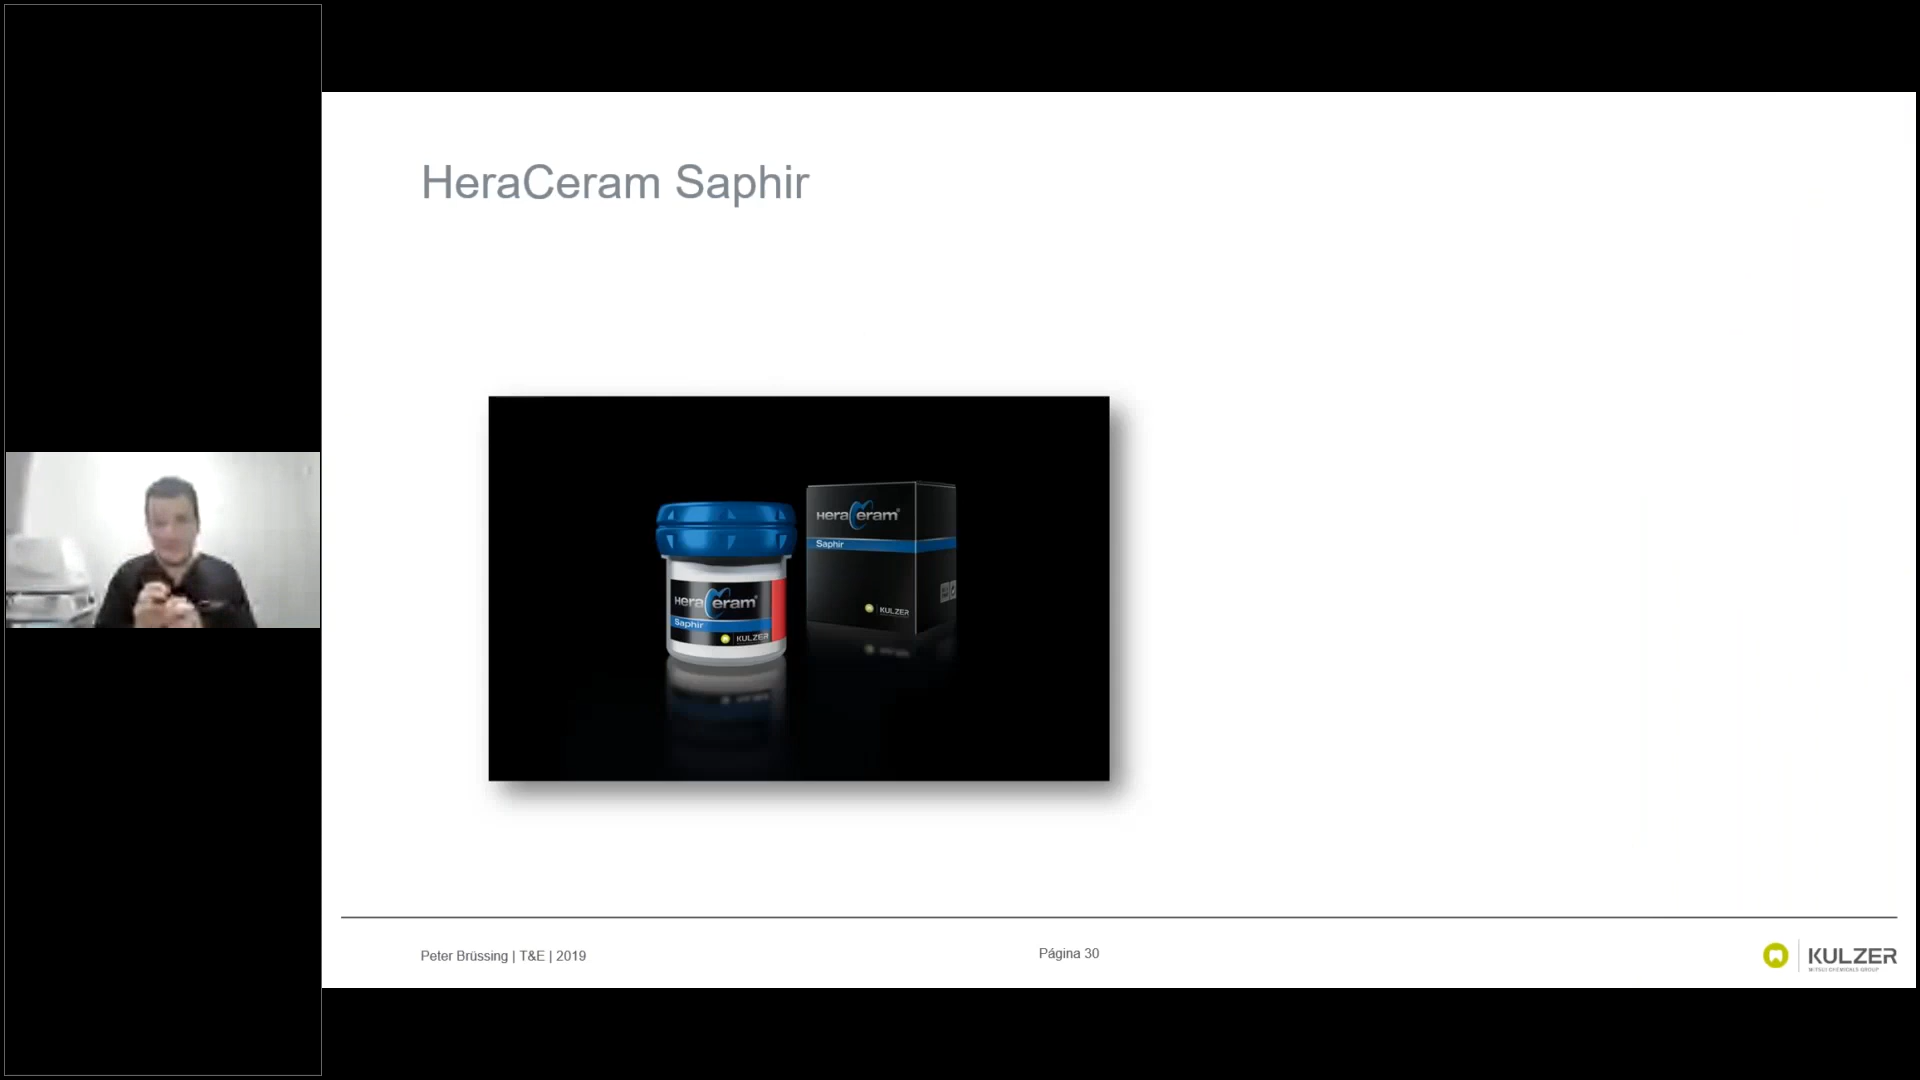 HeraCeram Saphir
HeraCeram®
Saphir
KULZER
HeraCeram®
Saphir
KULZER
Peter Brüssing | T&E | 2019
Página 30
KULZER
MITSUI CHEMICALS GROUP